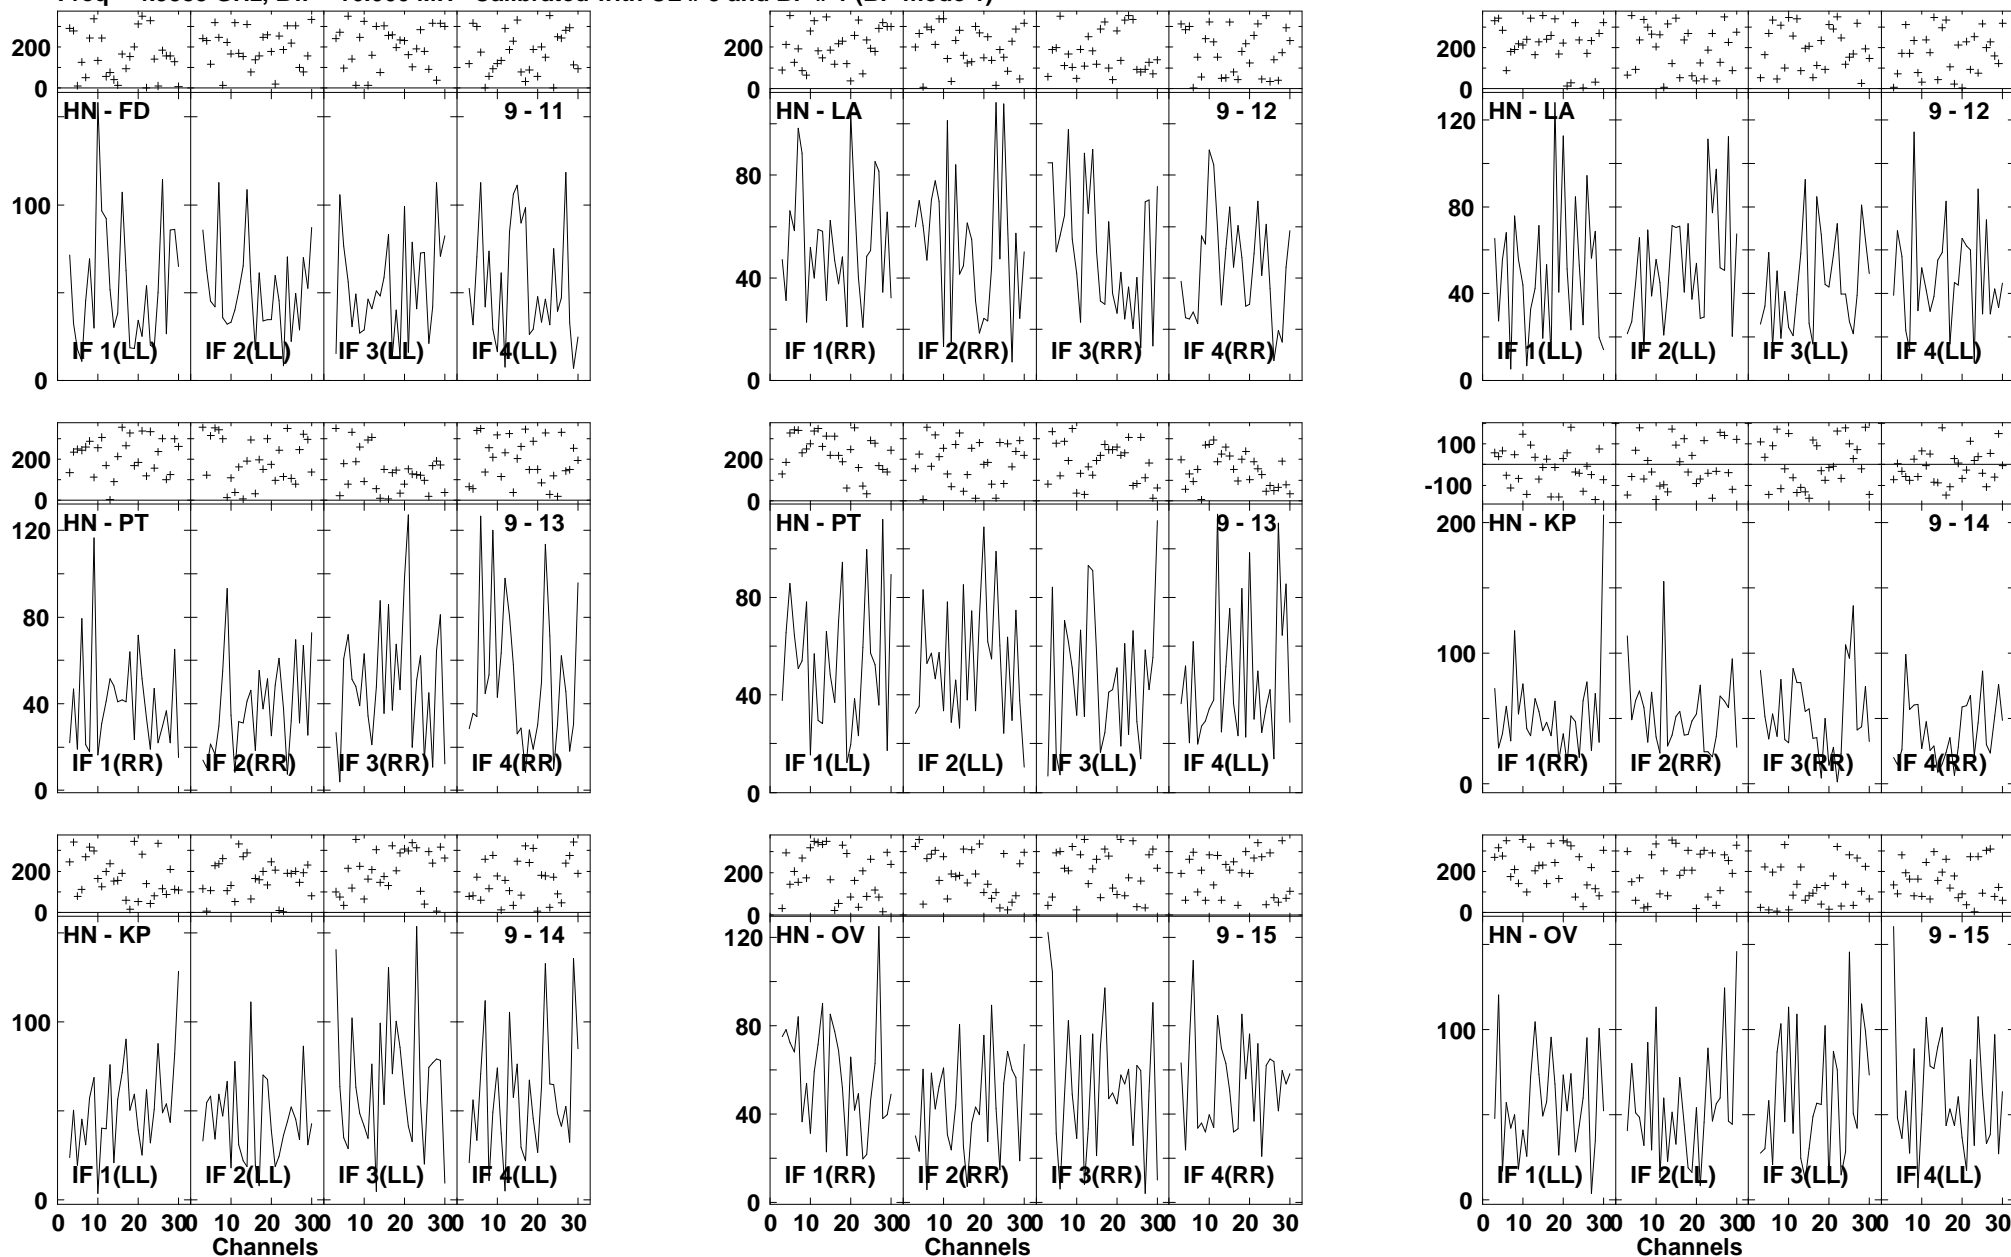 200
0
HN - FD
9 - 11
100
0
IF 1(LL)
IF 2(LL)
IF 3(LL)
IF 4(LL)
200
0
HN - LA
9 - 12
80
40
0
IF 1(RR)
IF 2(RR)
IF 3(RR)
IF 4(RR)
200
0
HN - LA
9 - 12
120
80
40
0
IF 1(LL)
IF 2(LL)
IF 3(LL)
IF 4(LL)
200
0
HN - PT
9 - 13
120
80
40
0
IF 1(RR)
IF 2(RR)
IF 3(RR)
IF 4(RR)
200
0
HN - PT
9 - 13
80
40
0
IF 1(LL)
IF 2(LL)
IF 3(LL)
IF 4(LL)
100
-100
HN - KP
9 - 14
200
100
0
IF 1(RR)
IF 2(RR)
IF 3(RR)
IF 4(RR)
200
0
HN - KP
9 - 14
100
0
IF 1(LL)
IF 2(LL)
IF 3(LL)
IF 4(LL)
0 10 20 30 0 10 20 30 0 10 20 30 0 10 20 30
Channels
200
0
HN - OV
9 - 15
120
80
40
0
IF 1(RR)
IF 2(RR)
IF 3(RR)
IF 4(RR)
0 10 20 30 0 10 20 30 0 10 20 30 0 10 20 30
Channels
200
0
HN - OV
9 - 15
100
0
IF 1(LL)
IF 2(LL)
IF 3(LL)
IF 4(LL)
0 10 20 30 0 10 20 30 0 10 20 30 0 10 20 30
Channels